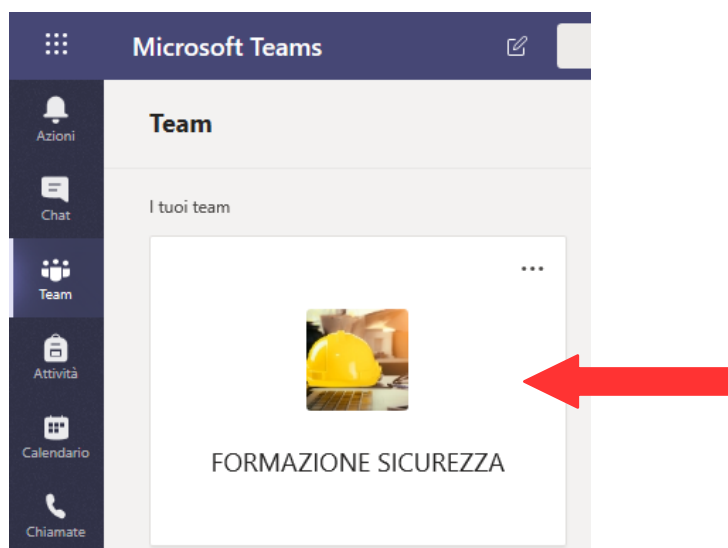 Microsoft Teams
Azioni
Chat
Team
Attività
Calendario
Chiamate
Team
I tuoi team
FORMAZIONE SICUREZZA